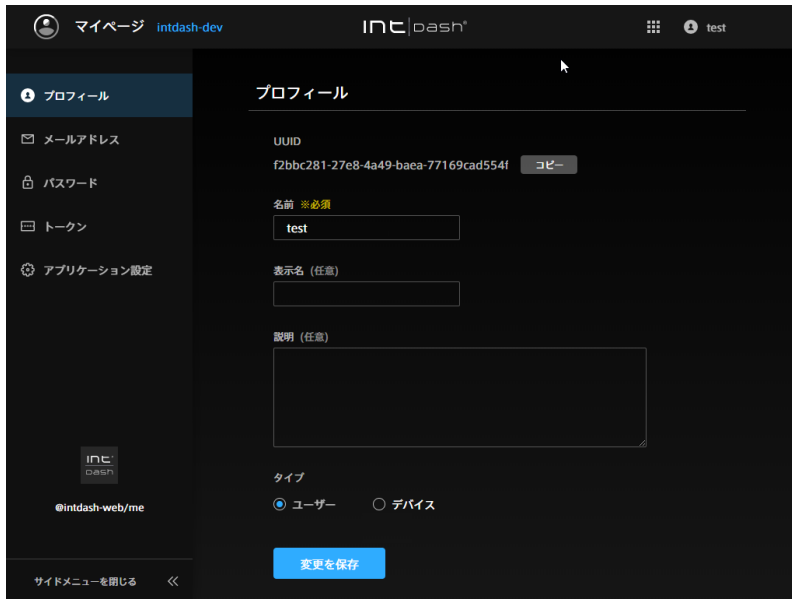 マイページ intdash-dev
INT|DASH®
test
プロフィール
メールアドレス
パスワード
トークン
アプリケーション設定
INT
DASH
@intdash-web/me
サイドメニューを閉じる
プロフィール
UUID
f2bbc281-27e8-4a49-baea-77169cad554f コピー
名前 ※必須
test
表示名 (任意)
説明 (任意)
タイプ
ユーザー デバイス
変更を保存